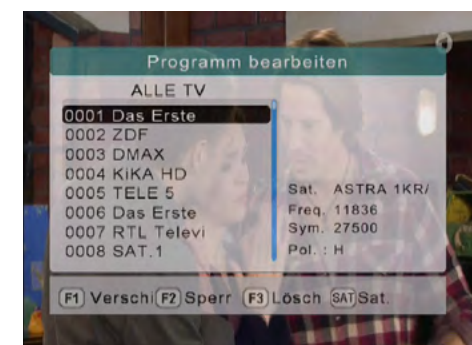 Programm bearbeiten
ALLE TV
0001 Das Erste
0002 ZDF
0003 DMAX
0004 KiKA HD
0005 TELE 5
0006 Das Erste
0007 RTL Televi
0008 SAT.1
Sat. ASTRA 1KR/
Freq. 11836
Sym. 27500
Pol. : H
F1 Verschi F2 Sperr F3 Lösch SAT Sat.